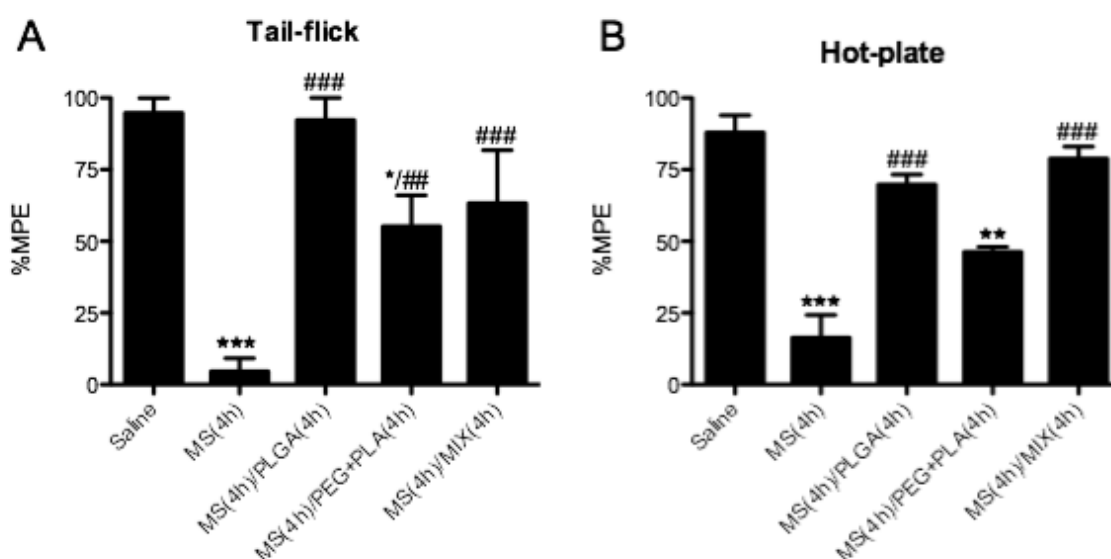 A
Tail-flick
%MPE
100
75
50
25
0
***
###
*/##
###
Saline
MS(4h)
MS(4h)/PLGA(4h)
MS(4h)/PEG+PLA(4h)
MS(4h)/MIX(4h)
B
Hot-plate
%MPE
100
75
50
25
0
***
###
**
###
Saline
MS(4h)
MS(4h)/PLGA(4h)
MS(4h)/PEG+PLA(4h)
MS(4h)/MIX(4h)